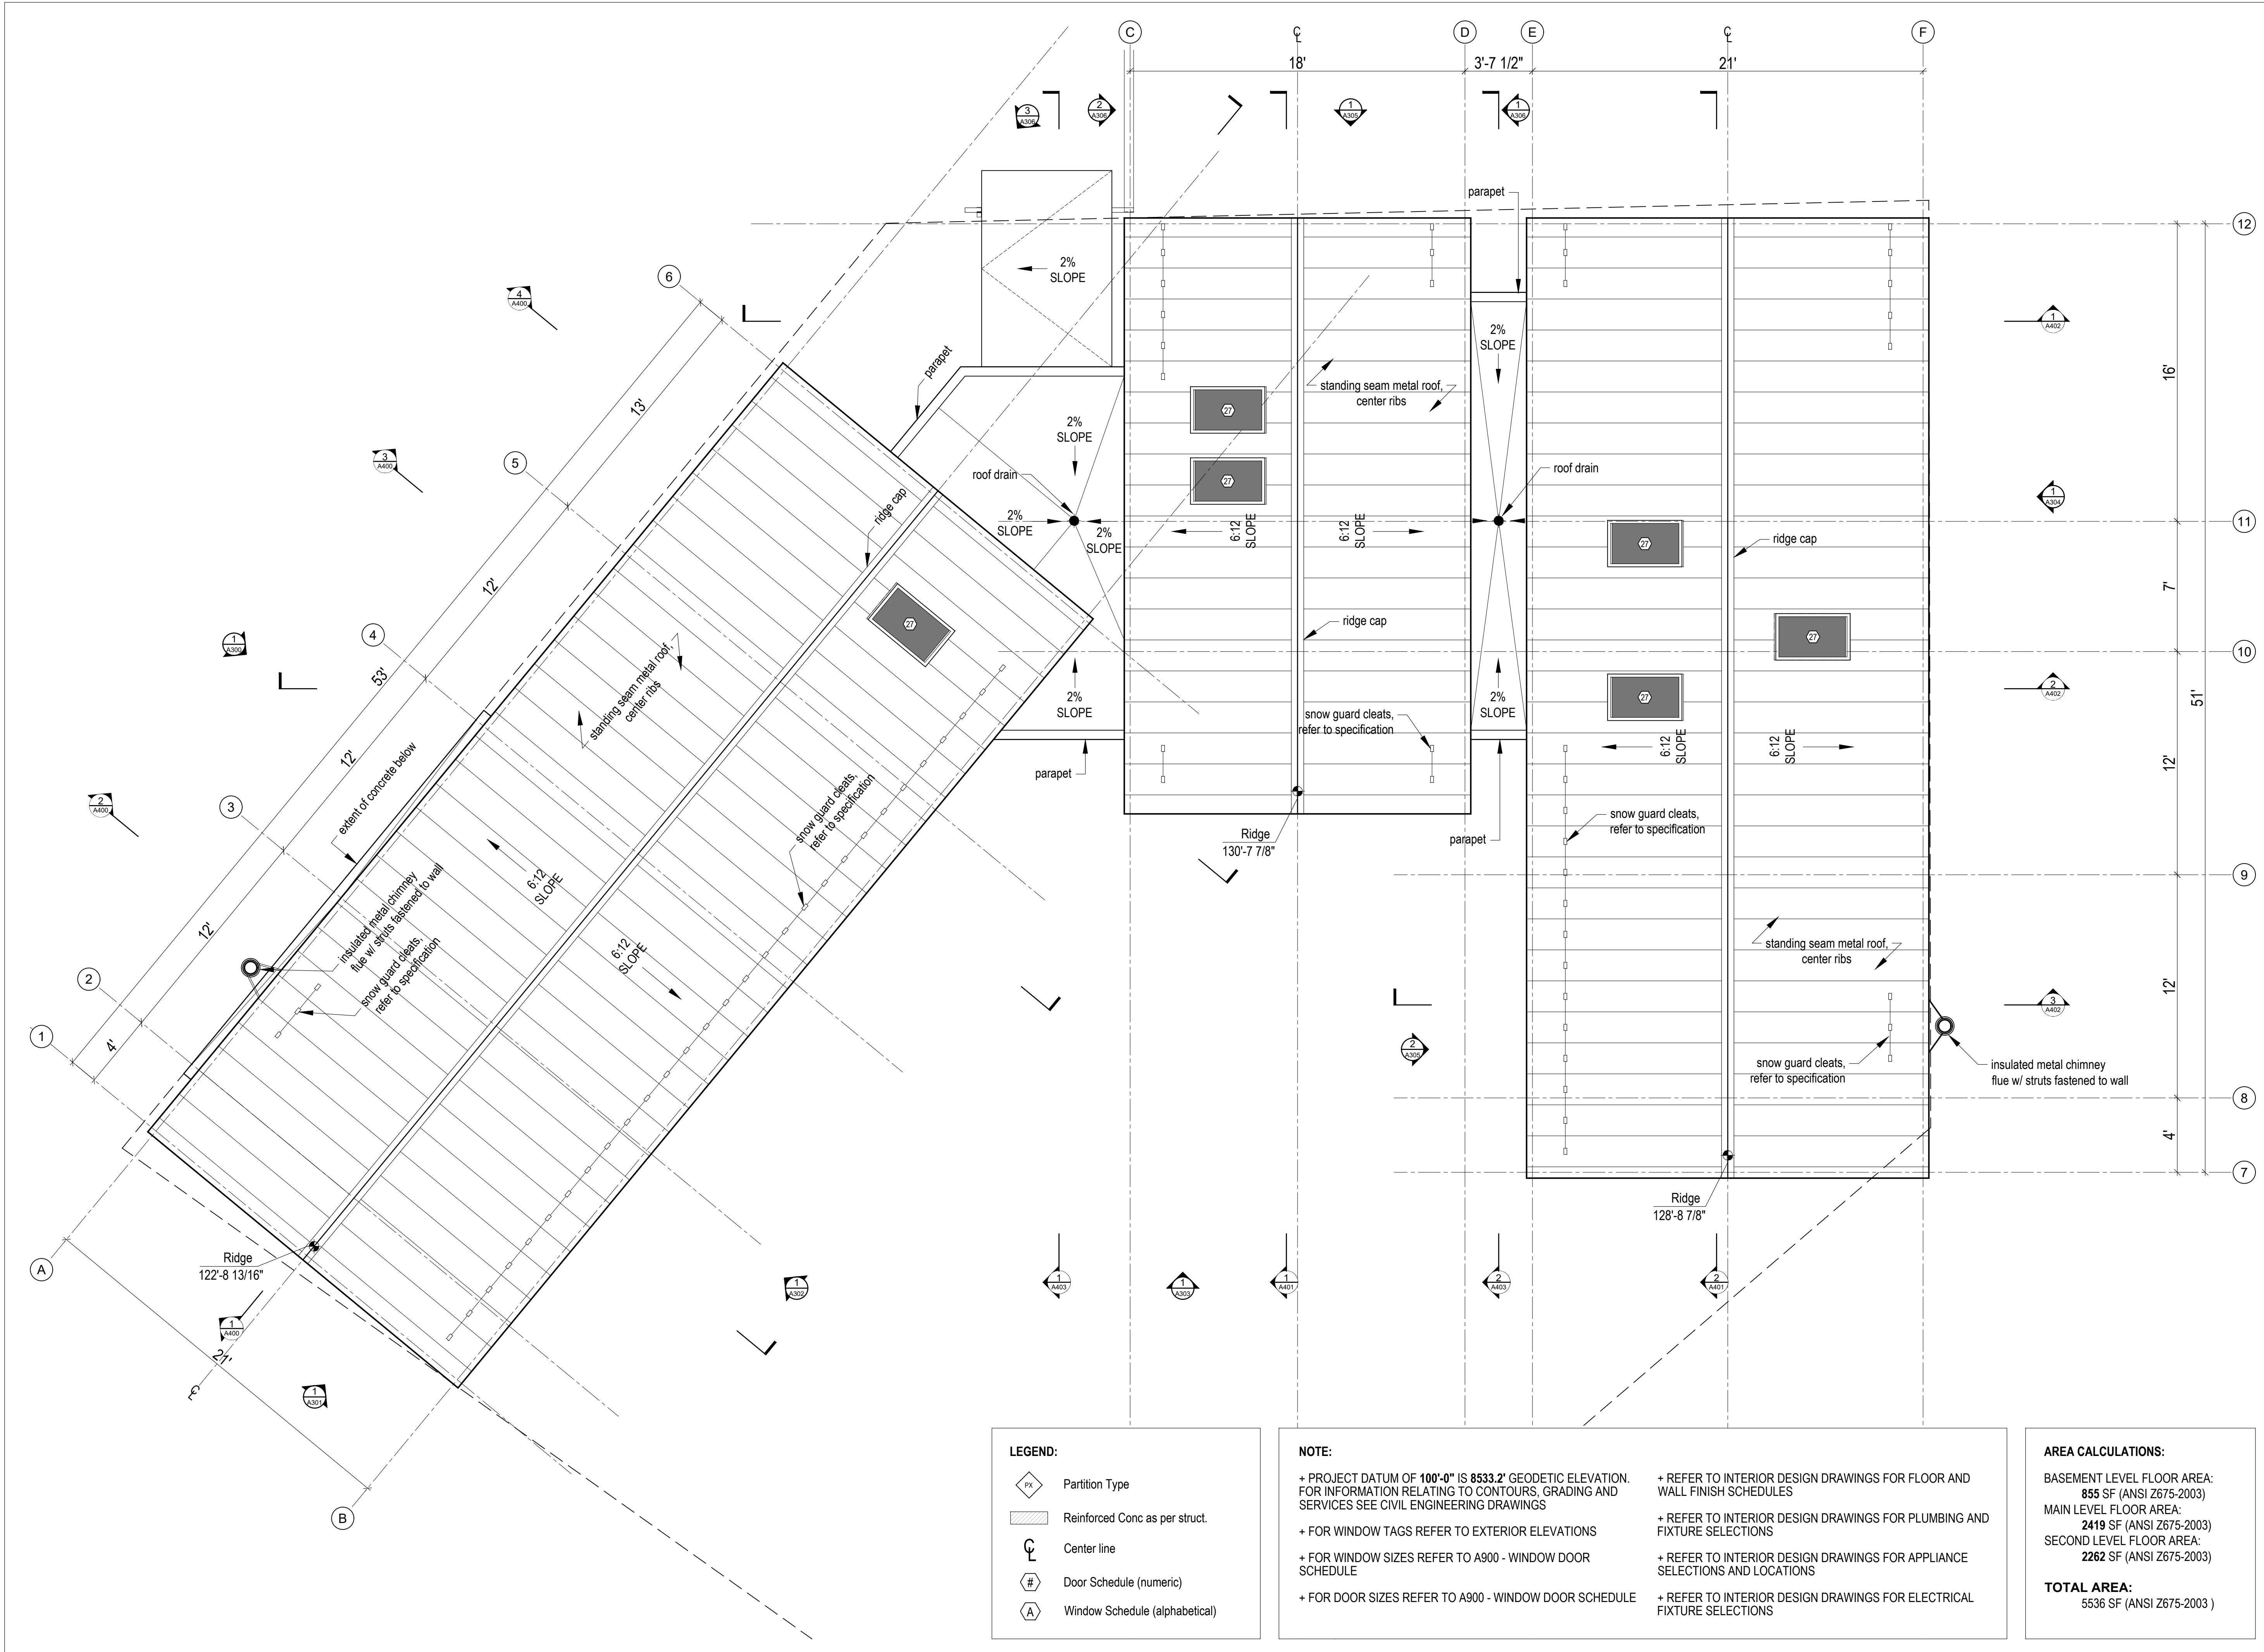 C
℄
D
E
℄
F
18'
3'-7 1/2"
21'
3
A306
2
A306
1
A305
1
A306
parapet
12
2%
SLOPE
6
4
A400
1
A402
2%
SLOPE
parapet
16'
standing seam metal roof,
center ribs
13'
27
2%
SLOPE
5
3
A400
roof drain
roof drain
27
1
A304
ridge cap
2%
SLOPE
2%
SLOPE
6:12
SLOPE
6:12
SLOPE
11
27
ridge cap
12'
7'
4
27
ridge cap
27
1
A300
standing seam metal roof,
center ribs
10
53'
2%
SLOPE
2%
SLOPE
27
2
A402
51'
snow guard cleats,
refer to specification
6:12
SLOPE
6:12
SLOPE
12'
12'
parapet
extent of concrete below
3
2
A400
snow guard cleats,
refer to specification
snow guard cleats,
refer to specification
Ridge
130'-7 7/8"
parapet
9
6:12
SLOPE
insulated metal chimney
flue w/ struts fastened to wall
12'
6:12
SLOPE
standing seam metal roof,
center ribs
snow guard cleats,
refer to specification
2
12'
3
A402
1
4'
2
A305
snow guard cleats,
refer to specification
insulated metal chimney
flue w/ struts fastened to wall
8
4'
7
Ridge
128'-8 7/8"
A
Ridge
122'-8 13/16"
1
A302
1
A403
1
A303
1
A401
2
A403
2
A401
1
A400
21'
℄
1
A301
B
LEGEND:
PX
Partition Type
Reinforced Conc as per struct.
℄
Center line
#
Door Schedule (numeric)
A
Window Schedule (alphabetical)
NOTE:
+ PROJECT DATUM OF 100'-0" IS 8533.2' GEODETIC ELEVATION.
FOR INFORMATION RELATING TO CONTOURS, GRADING AND
SERVICES SEE CIVIL ENGINEERING DRAWINGS
+ FOR WINDOW TAGS REFER TO EXTERIOR ELEVATIONS
+ FOR WINDOW SIZES REFER TO A900 - WINDOW DOOR
SCHEDULE
+ FOR DOOR SIZES REFER TO A900 - WINDOW DOOR SCHEDULE
+ REFER TO INTERIOR DESIGN DRAWINGS FOR FLOOR AND
WALL FINISH SCHEDULES
+ REFER TO INTERIOR DESIGN DRAWINGS FOR PLUMBING AND
FIXTURE SELECTIONS
+ REFER TO INTERIOR DESIGN DRAWINGS FOR APPLIANCE
SELECTIONS AND LOCATIONS
+ REFER TO INTERIOR DESIGN DRAWINGS FOR ELECTRICAL
FIXTURE SELECTIONS
AREA CALCULATIONS:
BASEMENT LEVEL FLOOR AREA:
855 SF (ANSI Z675-2003)
MAIN LEVEL FLOOR AREA:
2419 SF (ANSI Z675-2003)
SECOND LEVEL FLOOR AREA:
2262 SF (ANSI Z675-2003)
TOTAL AREA:
5536 SF (ANSI Z675-2003 )